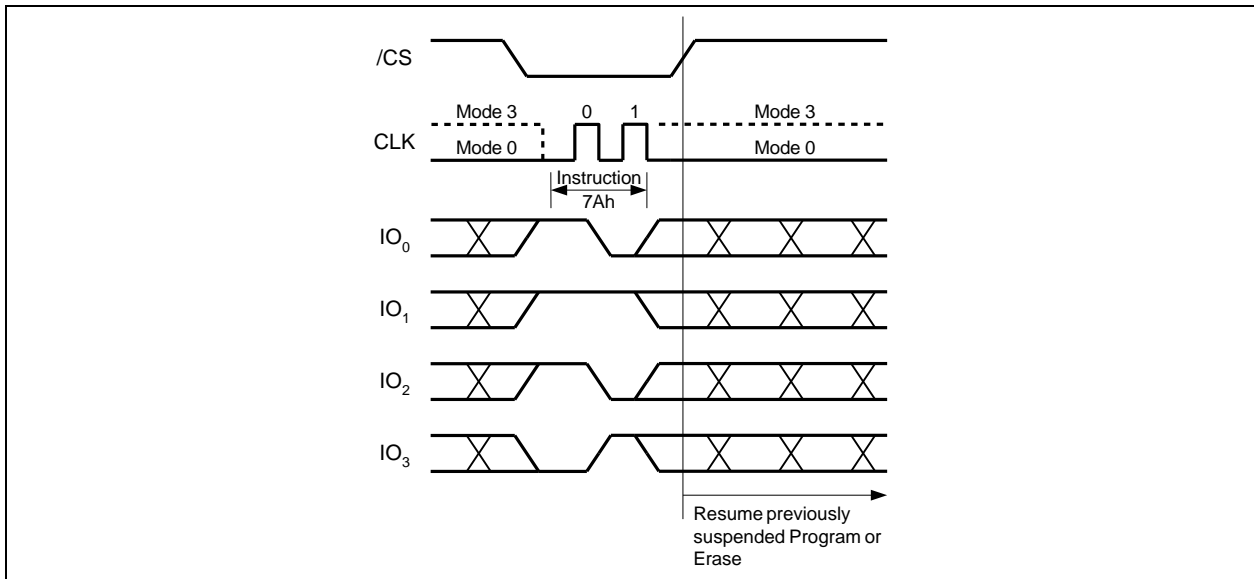 /CS
Mode 3 0 1 Mode 3
CLK
Mode 0 Mode 0
Instruction
7Ah
IO0
IO1
IO2
IO3
Resume previously
suspended Program or
Erase